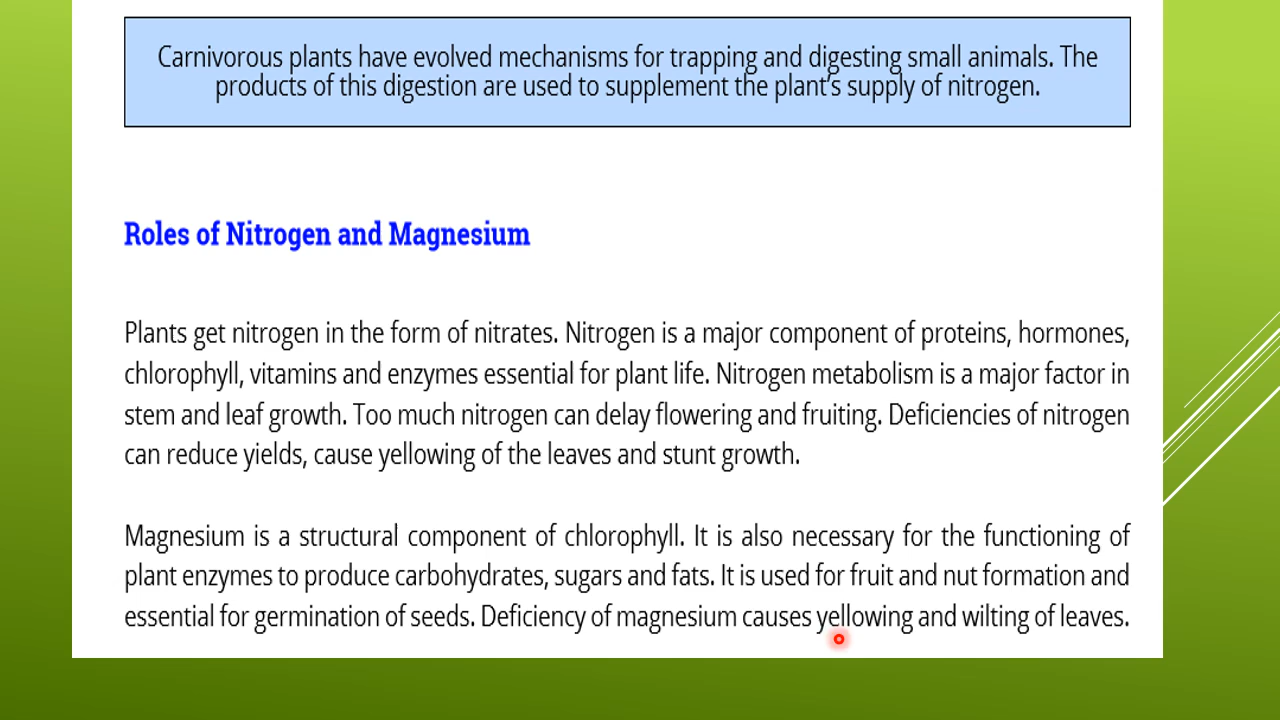 Carnivorous plants have evolved mechanisms for trapping and digesting small animals. The
products of this digestion are used to supplement the plant's supply of nitrogen.
Roles of Nitrogen and Magnesium
Plants get nitrogen in the form of nitrates. Nitrogen is a major component of proteins, hormones,
chlorophyll, vitamins and enzymes essential for plant life. Nitrogen metabolism is a major factor in
stem and leaf growth. Too much nitrogen can delay flowering and fruiting. Deficiencies of nitrogen
can reduce yields, cause yellowing of the leaves and stunt growth.
Magnesium is a structural component of chlorophyll. It is also necessary for the functioning of
plant enzymes to produce carbohydrates, sugars and fats. It is used for fruit and nut formation and
essential for germination of seeds. Deficiency of magnesium causes yellowing and wilting of leaves.